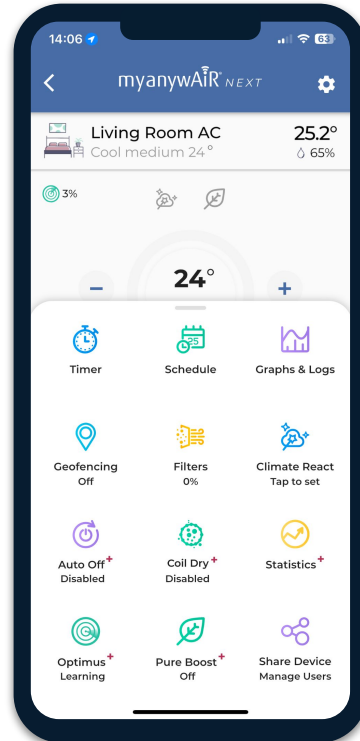 14:06 63
myanywAiR® NEXT
Living Room AC 25.2°
Cool medium 24° 65%
3%
24°
− +
25
Timer Schedule Graphs & Logs
Geofencing Filters Climate React
Off 0% Tap to set
Auto Off+ Coil Dry+ Statistics+
Disabled Disabled
Optimus+ Pure Boost+ Share Device
Learning Off Manage Users